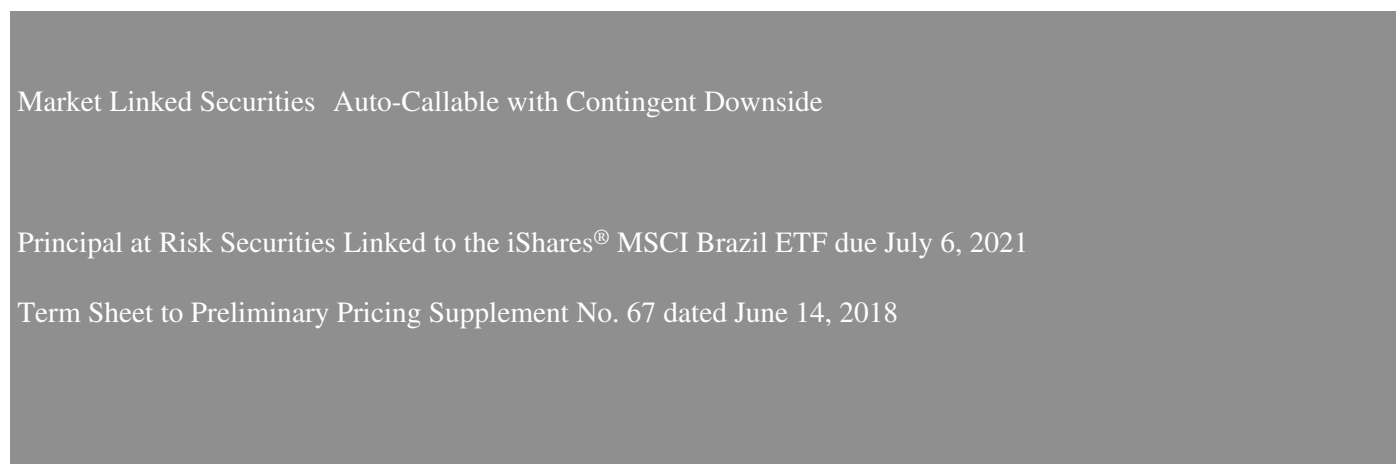 Market Linked Securities Auto-Callable with Contingent Downside
Principal at Risk Securities Linked to the iShares® MSCI Brazil ETF due July 6, 2021
Term Sheet to Preliminary Pricing Supplement No. 67 dated June 14, 2018